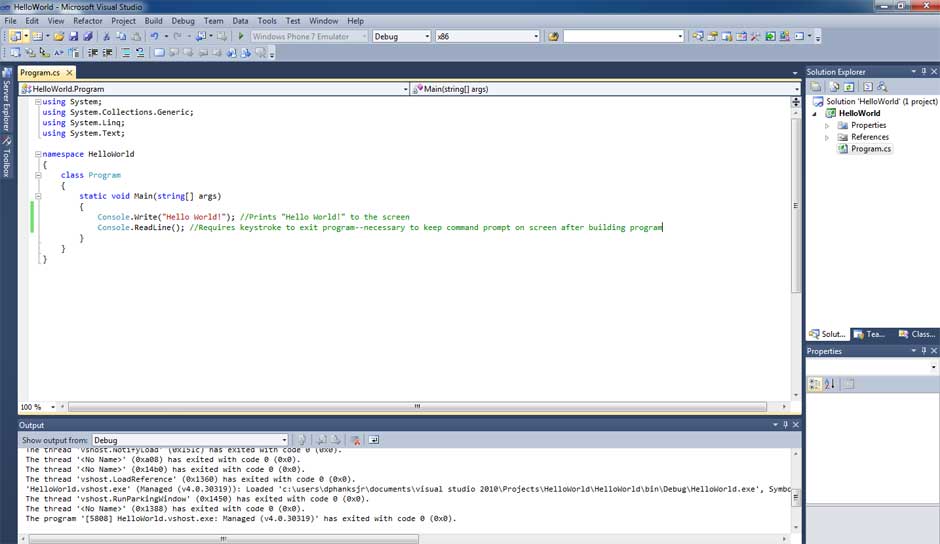 HelloWorld - Microsoft Visual Studio
File Edit View Refactor Project Build Debug Team Data Tools Test Window Help
Windows Phone 7 Emulator Debug x86
Program.cs
Solution Explorer
HelloWorld.Program Main(string[] args)
Server Explorer
Toolbox
using System;
using System.Collections.Generic;
using System.Linq;
using System.Text;
namespace HelloWorld
{
class Program
{
static void Main(string[] args)
{
Console.Write("Hello World!"); //Prints "Hello World!" to the screen
Console.ReadLine(); //Requires keystroke to exit program--necessary to keep command prompt on screen after building program
}
}
}
Solution 'HelloWorld' (1 project)
HelloWorld
Properties
References
Program.cs
Solut... Tea... Class...
Properties
100 %
Output
Show output from: Debug
The thread 'vshost.NotifyLoad' (0x151c) has exited with code 0 (0x0).
The thread '<No Name>' (0xa08) has exited with code 0 (0x0).
The thread '<No Name>' (0x14b0) has exited with code 0 (0x0).
The thread 'vshost.LoadReference' (0x1360) has exited with code 0 (0x0).
'HelloWorld.vshost.exe' (Managed (v4.0.30319)): Loaded 'c:\users\dphanksjr\documents\visual studio 2010\Projects\HelloWorld\HelloWorld\bin\Debug\HelloWorld.exe', Symbo
The thread 'vshost.RunParkingWindow' (0x1450) has exited with code 0 (0x0).
The thread '<No Name>' (0x1388) has exited with code 0 (0x0).
The program '[5808] HelloWorld.vshost.exe: Managed (v4.0.30319)' has exited with code 0 (0x0).